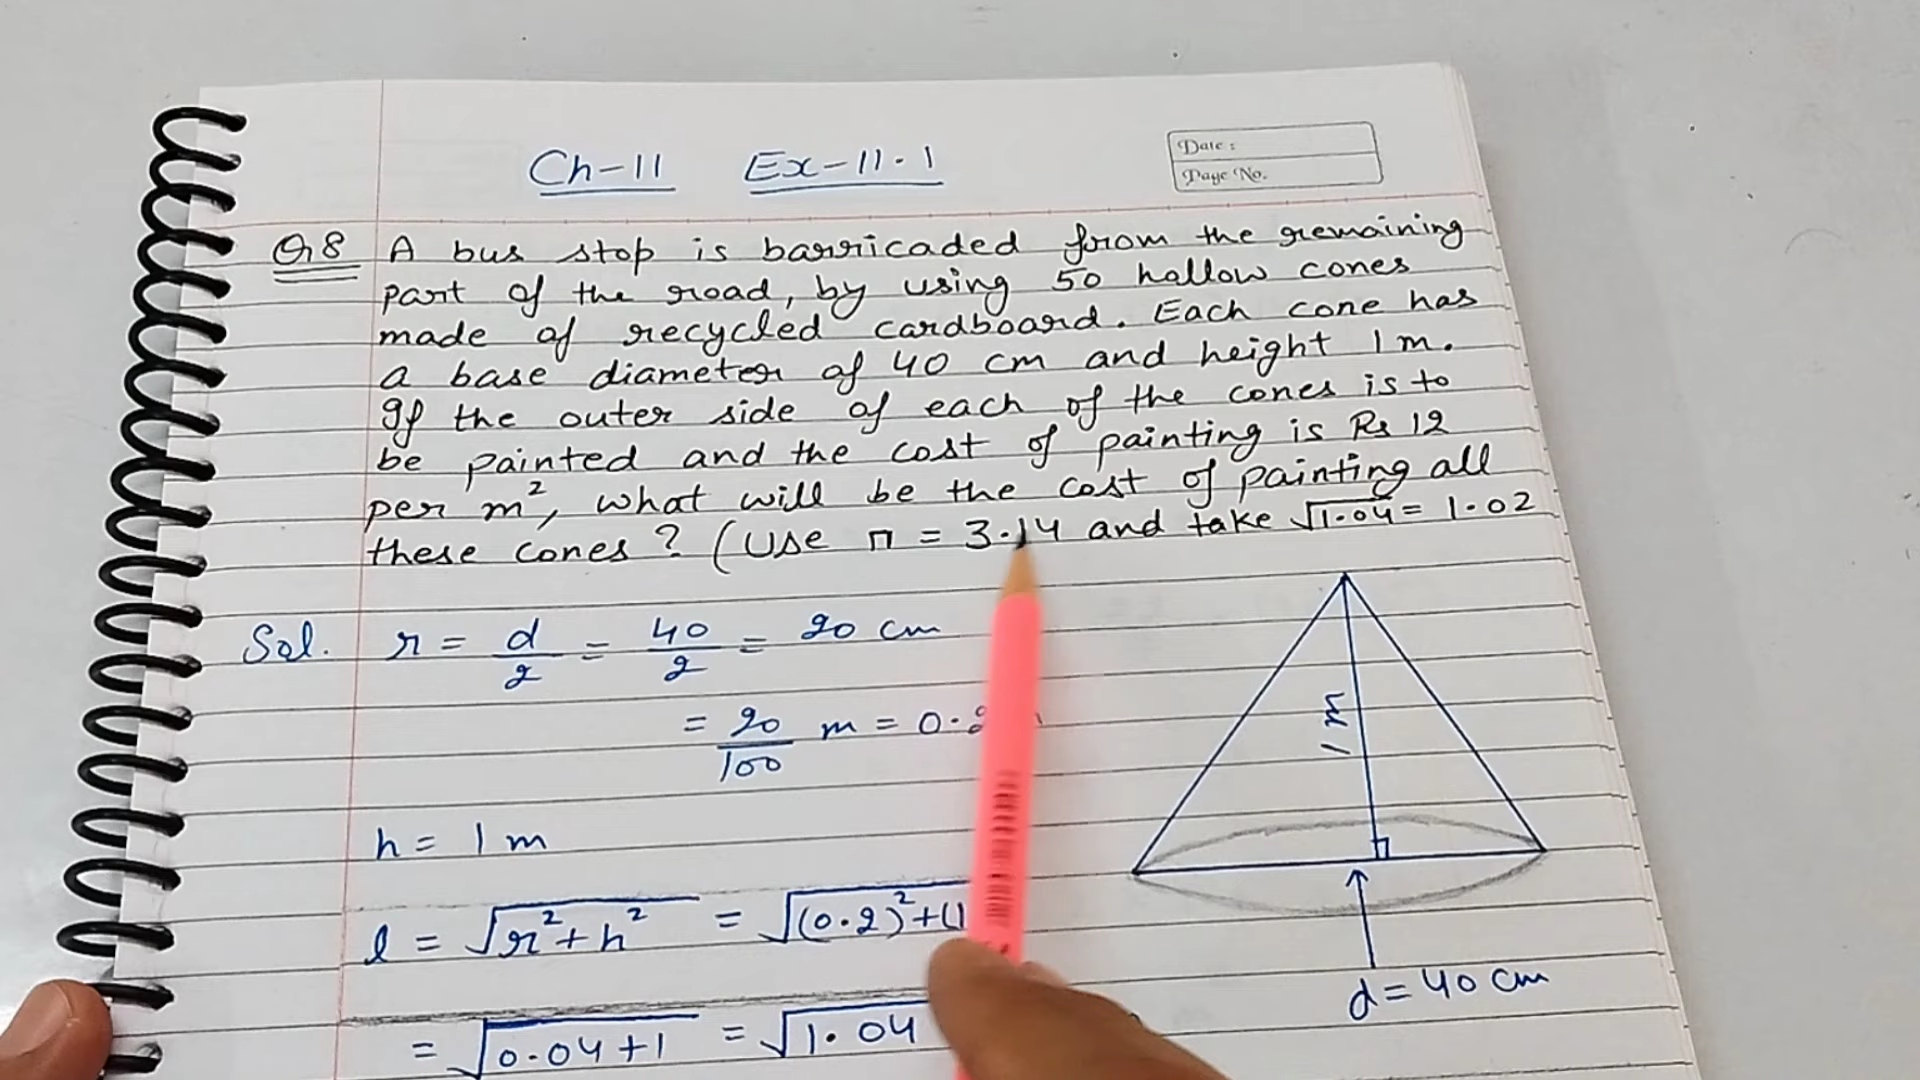 Ch-11 Ex-11.1
Date :
Page No.
Q.8 A bus stop is barricaded from the remaining
part of the road, by using 50 hollow cones
made of recycled cardboard. Each cone has
a base diameter of 40 cm and height 1 m.
If the outer side of each of the cones is to
be painted and the cost of painting is Rs 12
per m², what will be the cost of painting all
these cones ? (Use π = 3.14 and take √1.04 = 1.02
Sol. r = d/2 = 40/2 = 20 cm
= 20/100 m = 0.2
h = 1 m
l = √r²+h² = √(0.2)²+(1
= √0.04+1 = √1.04
1 m
d = 40 cm